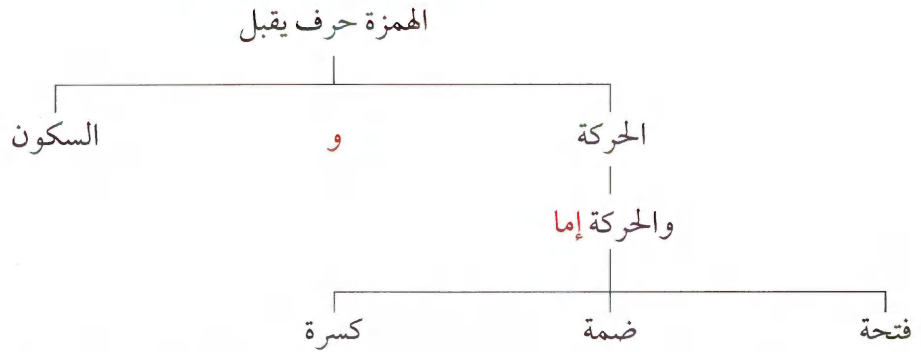 الهمزة حرف يقبل
الحركة و السكون
والحركة إما
فتحة ضمة كسرة